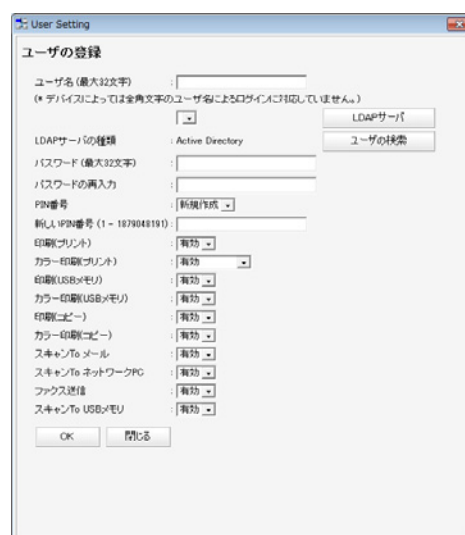 User Setting
ユーザの登録
ユーザ名 (最大32文字) :
(* デバイスによっては全角文字のユーザ名によるログインに対応していません。)
LDAPサーバ
LDAPサーバの種類 : Active Directory ユーザの検索
パスワード (最大32文字) :
パスワードの再入力 :
PIN番号 : 新規作成
新しいPIN番号 (1 - 1879048191) :
印刷(プリント) : 有効
カラー印刷(プリント) : 有効
印刷(USBメモリ) : 有効
カラー印刷(USBメモリ) : 有効
印刷(コピー) : 有効
カラー印刷(コピー) : 有効
スキャンTo メール : 有効
スキャンTo ネットワークPC : 有効
ファクス送信 : 有効
スキャンTo USBメモリ : 有効
OK 閉じる